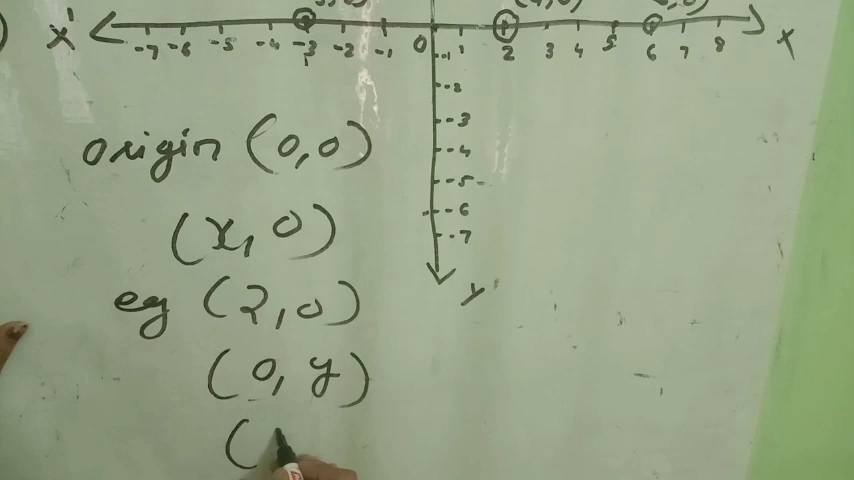 X' -7 -6 -5 -4 -3 -2 -1 0 1 2 3 4 5 6 7 8 X
-1
-2
-3
origin (0,0)
-4
-5
-6
(x, 0)
-7
eg (2,0)
y'
(0, y)
(